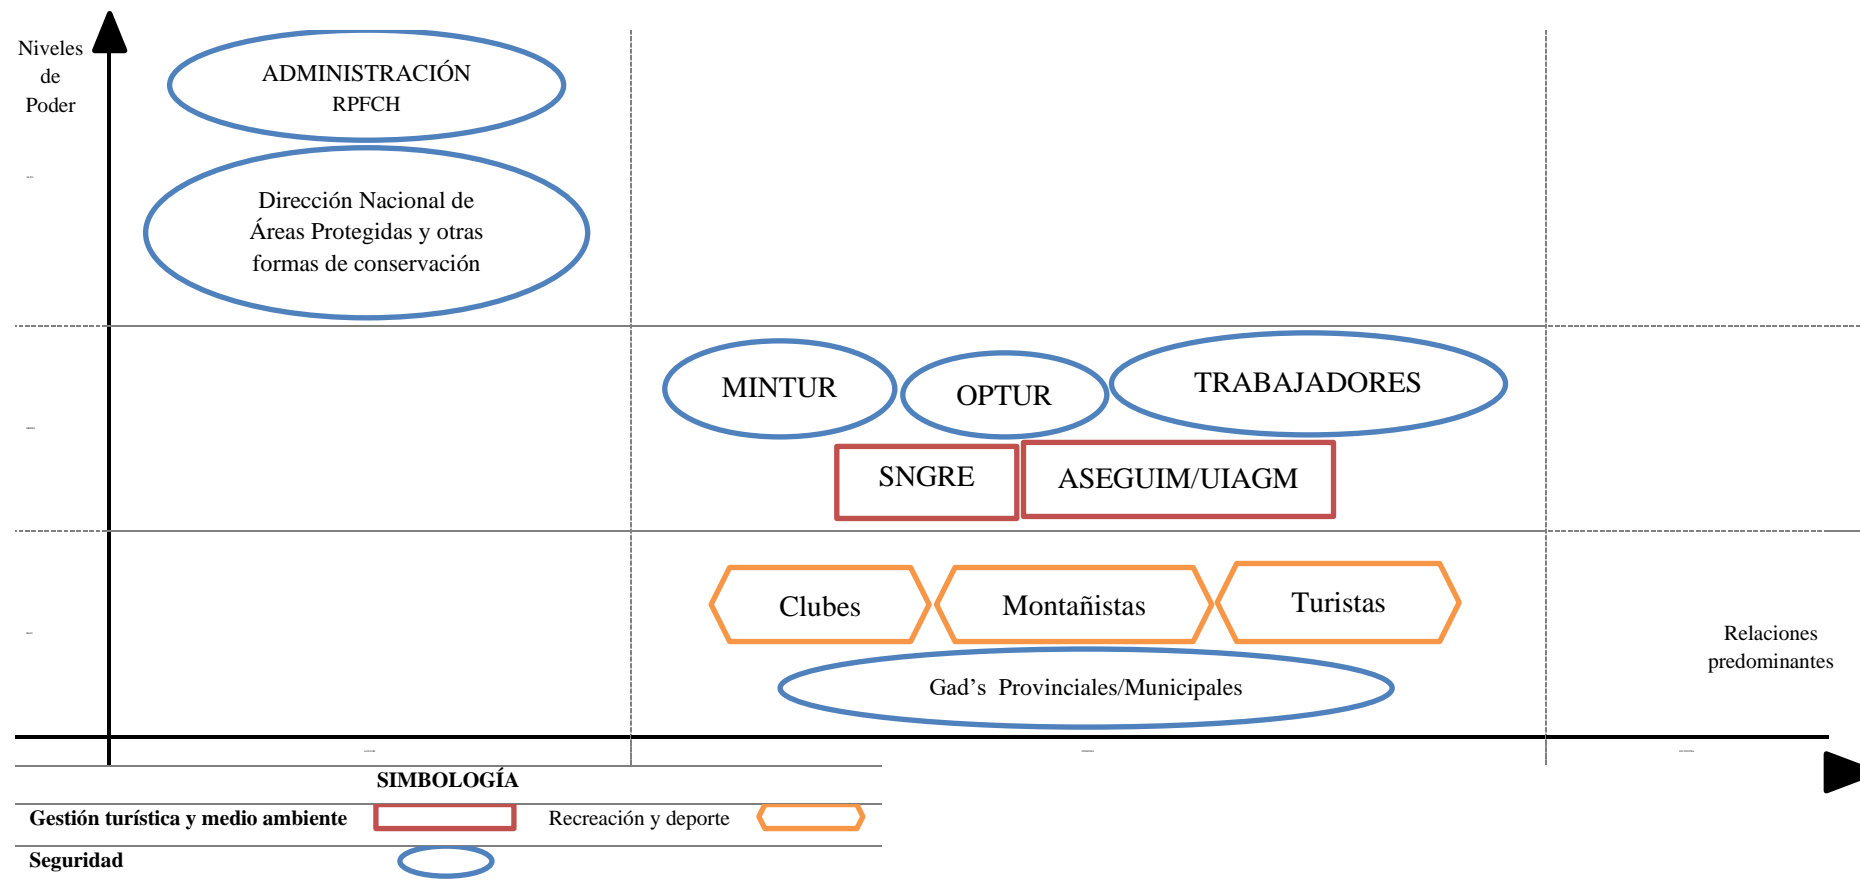 Niveles
de
Poder
ADMINISTRACIÓN
RPFCH
Dirección Nacional de
Áreas Protegidas y otras
formas de conservación
MINTUR
OPTUR
TRABAJADORES
SNGRE
ASEGUIM/UIAGM
Clubes
Montañistas
Turistas
Gad’s Provinciales/Municipales
Relaciones
predominantes
SIMBOLOGÍA
Gestión turística y medio ambiente
Recreación y deporte
Seguridad